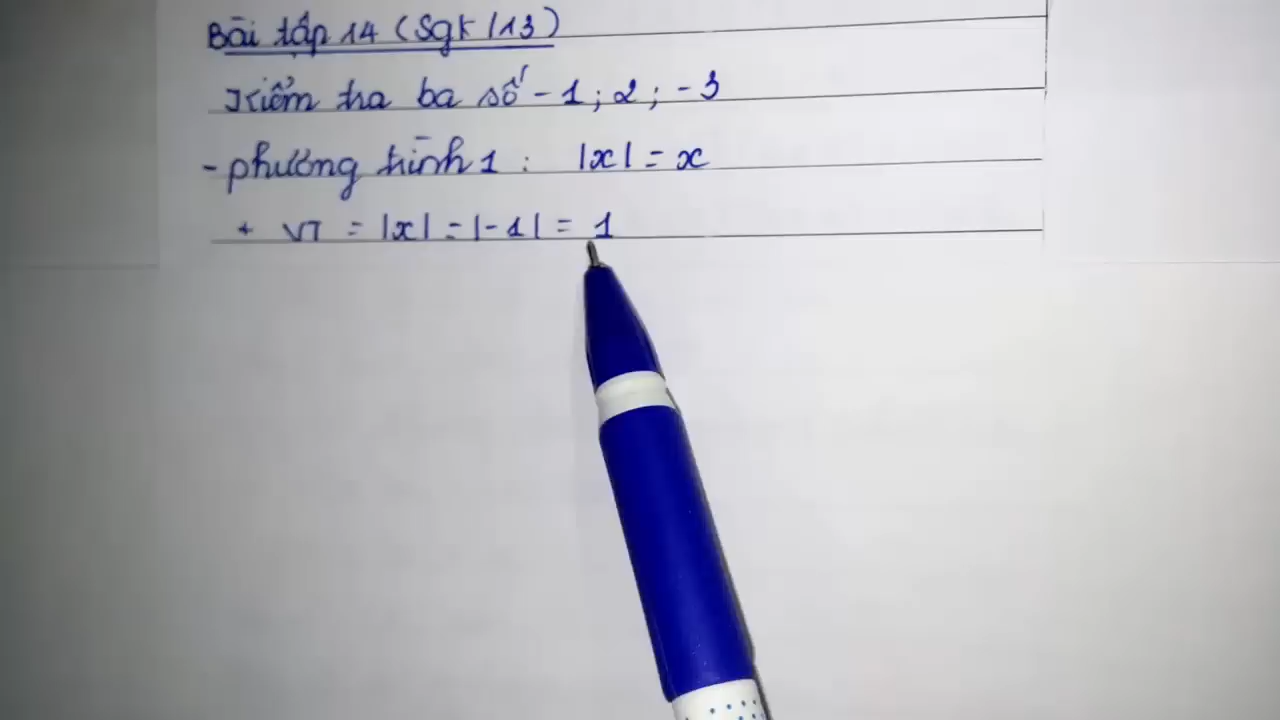 Bài tập 14 (Sgk/13)
Kiểm tra ba số -1; 2; -3
- phương trình 1 : |x| = x
+ VT = |x| = |-1| = 1